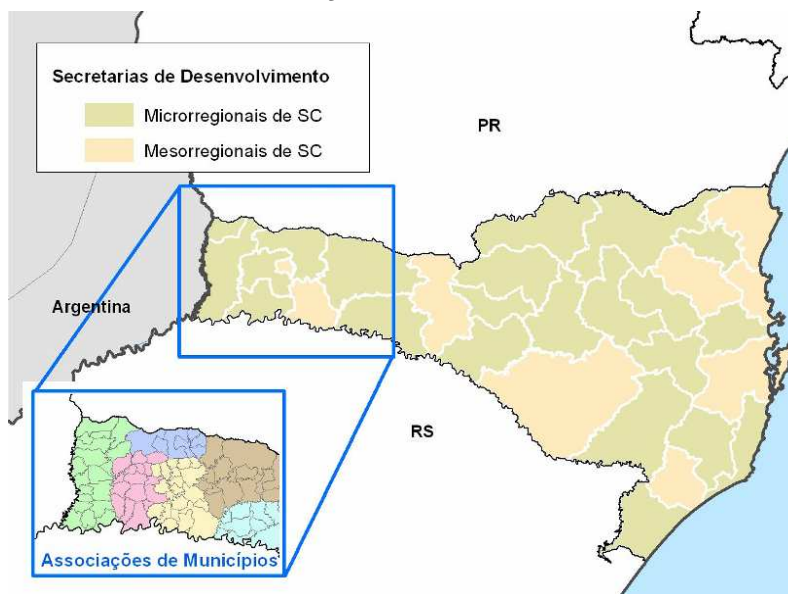 Secretarias de Desenvolvimento
Microrregionais de SC
Mesorregionais de SC
PR
Argentina
RS
Associações de Municípios